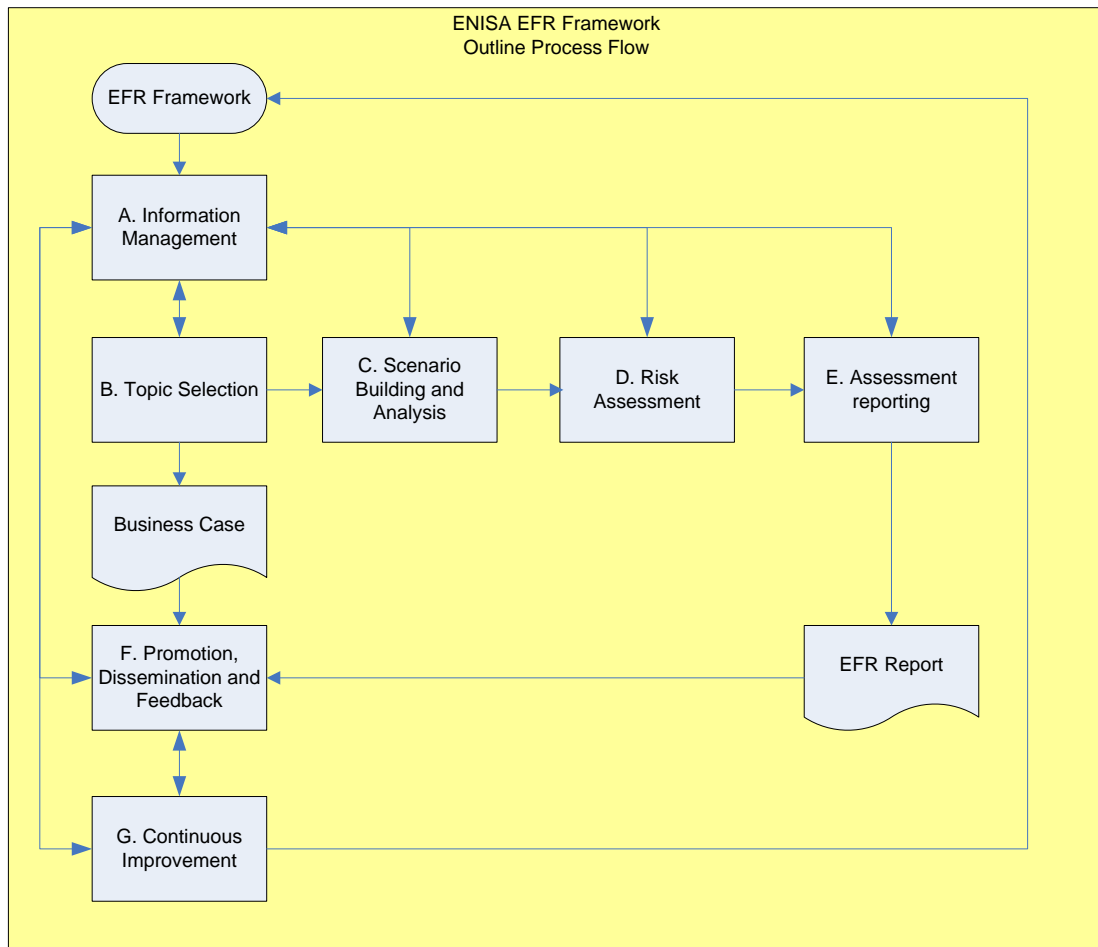 ENISA EFR Framework
Outline Process Flow
EFR Framework
A. Information
Management
B. Topic Selection
C. Scenario
Building and
Analysis
D. Risk
Assessment
E. Assessment
reporting
Business Case
F. Promotion,
Dissemination and
Feedback
EFR Report
G. Continuous
Improvement